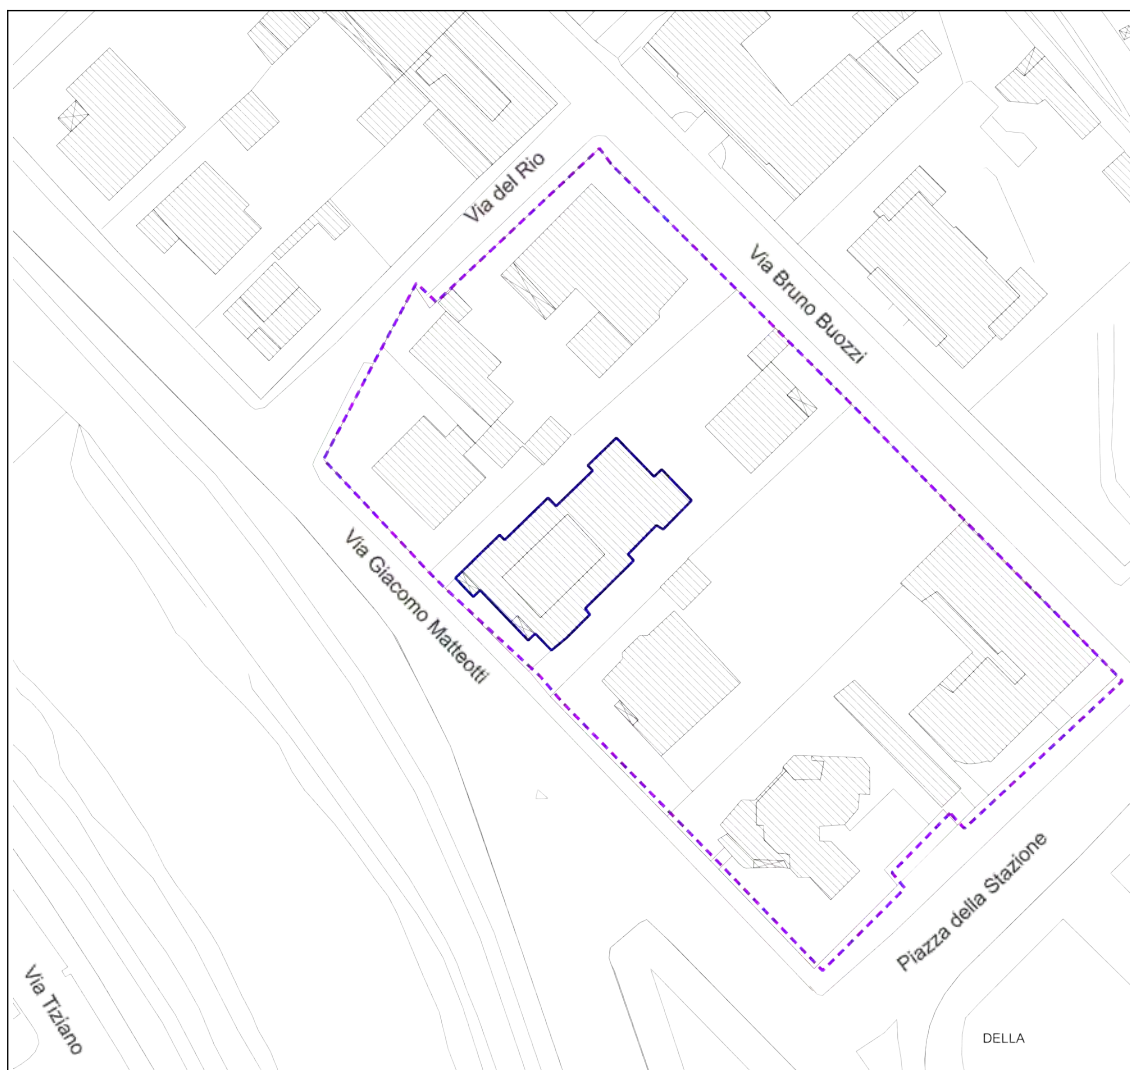 Via del Rio
Via Bruno Buozzi
Via Giacomo Matteotti
Piazza della Stazione
Via Tiziano
DELLA